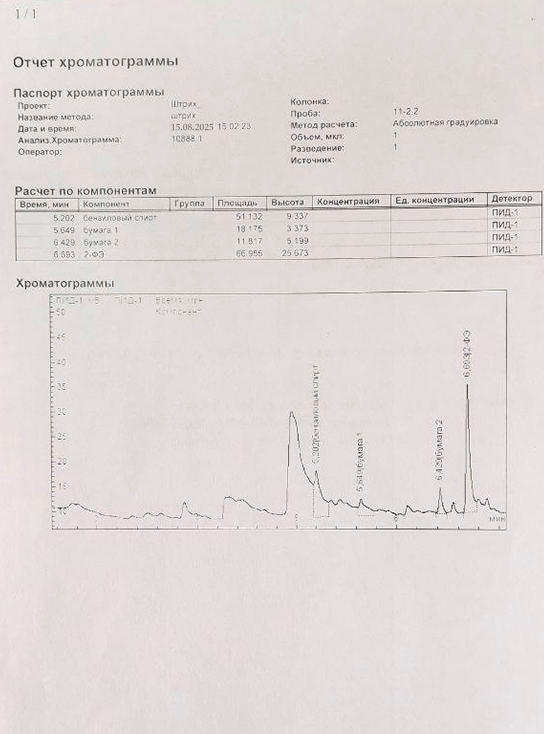 1 / 1
Отчет хроматограммы
Паспорт хроматограммы
Проект: Штрих_
Название метода: штрих
Дата и время: 15.08.2025 15 02 23
Анализ.Хроматограмма: 10888 1
Оператор:
Колонка:
Проба: 11-2.2
Метод расчета: Абсолютная градуировка
Объем, мкл: 1
Разведение: 1
Источник:
Расчет по компонентам
Время, мин Компонент Группа Площадь Высота Концентрация Ед. концентрации Детектор
5.202 бензиловый спирт 51.132 9.337 ПИД-1
5.649 бумага 1 18.175 3.373 ПИД-1
6.429 бумага 2 11.817 5.199 ПИД-1
6.693 2-ФЭ 66.955 25.673 ПИД-1
Хроматограммы
ПИД-1 мВ ПИД-1 Время, мин
Компонент
50
45
40
35
30
25
20
15
10
5,202|бензиловый спирт
5,649|бумага 1
6,429|бумага 2
6,693|2-ФЭ
5
6
мин